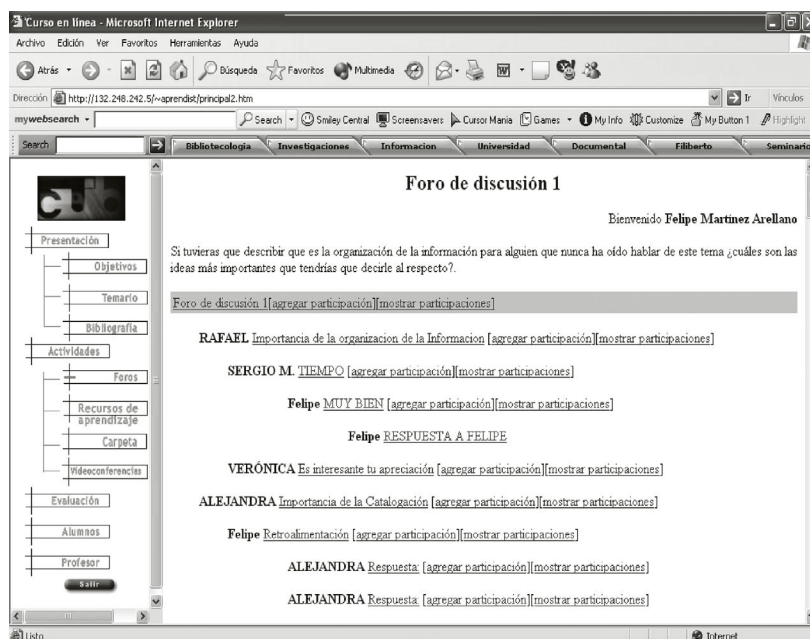 Curso en línea - Microsoft Internet Explorer
Archivo Edición Ver Favoritos Herramientas Ayuda
Atrás Búsqueda Favoritos Multimedia
Dirección http://132.248.242.5/~aprendist/principal2.htm Ir Vínculos
mywebsearch Search Smiley Central Screensavers Cursor Mania Games My Info Customize My Button 1 Highlight
Search Bibliotecologia Investigaciones Informacion Universidad Documental Filiberto Seminario
Foro de discusión 1
Bienvenido Felipe Martínez Arellano
Si tuvieras que describir que es la organización de la información para alguien que nunca ha oído hablar de este tema ¿cuáles son las
ideas más importantes que tendrías que decirle al respecto?.
Foro de discusión 1[agregar participación][mostrar participaciones]
RAFAEL Importancia de la organizacion de la Informacion [agregar participación][mostrar participaciones]
SERGIO M. TIEMPO [agregar participación][mostrar participaciones]
Felipe MUY BIEN [agregar participación][mostrar participaciones]
Felipe RESPUESTA A FELIPE
VERÓNICA Es interesante tu apreciación [agregar participación][mostrar participaciones]
ALEJANDRA Importancia de la Catalogación [agregar participación][mostrar participaciones]
Felipe Retroalimentación [agregar participación][mostrar participaciones]
ALEJANDRA Respuesta: [agregar participación][mostrar participaciones]
ALEJANDRA Respuesta: [agregar participación][mostrar participaciones]
cuib
Presentación
Objetivos
Temario
Bibliografía
Actividades
Foros
Recursos de
aprendizaje
Carpeta
Videoconferencias
Evaluación
Alumnos
Profesor
Salir
Listo Internet